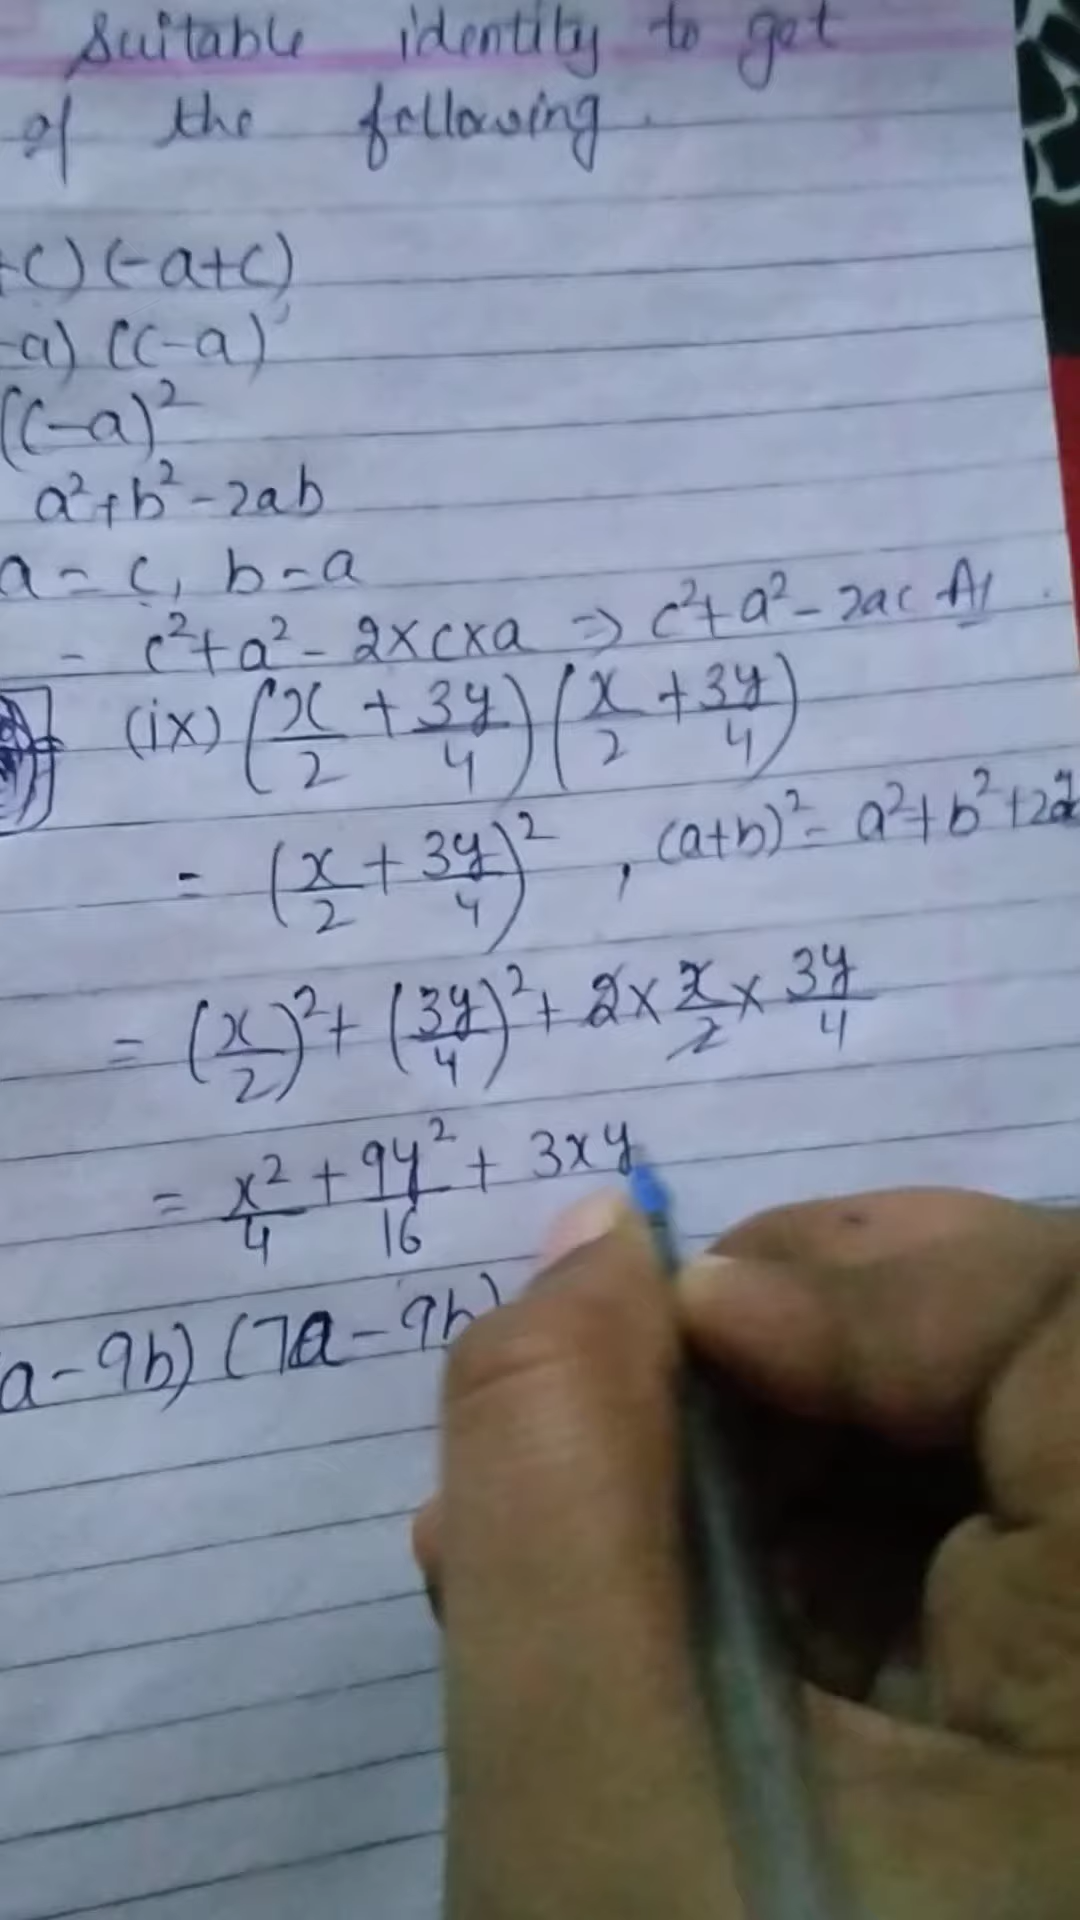 Suitable identity to get
of the following.
+c) (-a+c)
-a) (c-a)
(c-a)²
a²+b²-2ab
a = c, b = a
= c²+a²-2×c×a ⇒ c²+a²-2ac
(ix) (x/2 + 3y/4) (x/2 + 3y/4)
= (x/2 + 3y/4)², (a+b)² = a²+b²+2
= (x/2)² + (3y/4)² + 2 × x/2 × 3y/4
= x²/4 + 9y²/16 + 3xy
a-9b) (7a-9b)